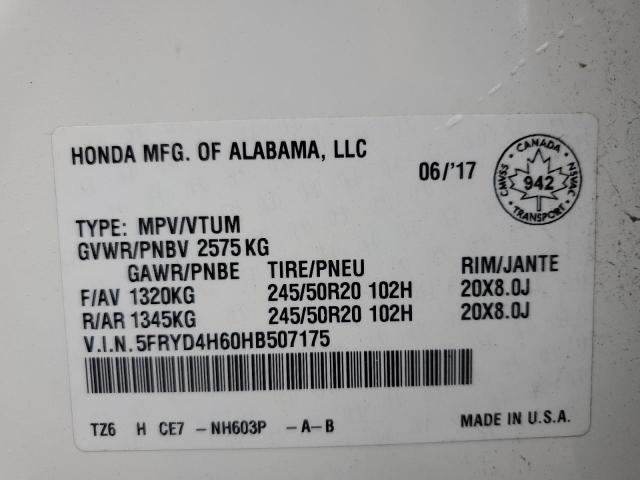 HONDA MFG. OF ALABAMA, LLC
06/'17
CANADA
CMVSS 942 NSVAC
TRANSPORT
TYPE: MPV/VTUM
GVWR/PNBV 2575 KG
GAWR/PNBE TIRE/PNEU RIM/JANTE
F/AV 1320KG 245/50R20 102H 20X8.0J
R/AR 1345KG 245/50R20 102H 20X8.0J
V.I.N. 5FRYD4H60HB507175
TZ6 H CE7 -NH603P -A-B MADE IN U.S.A.